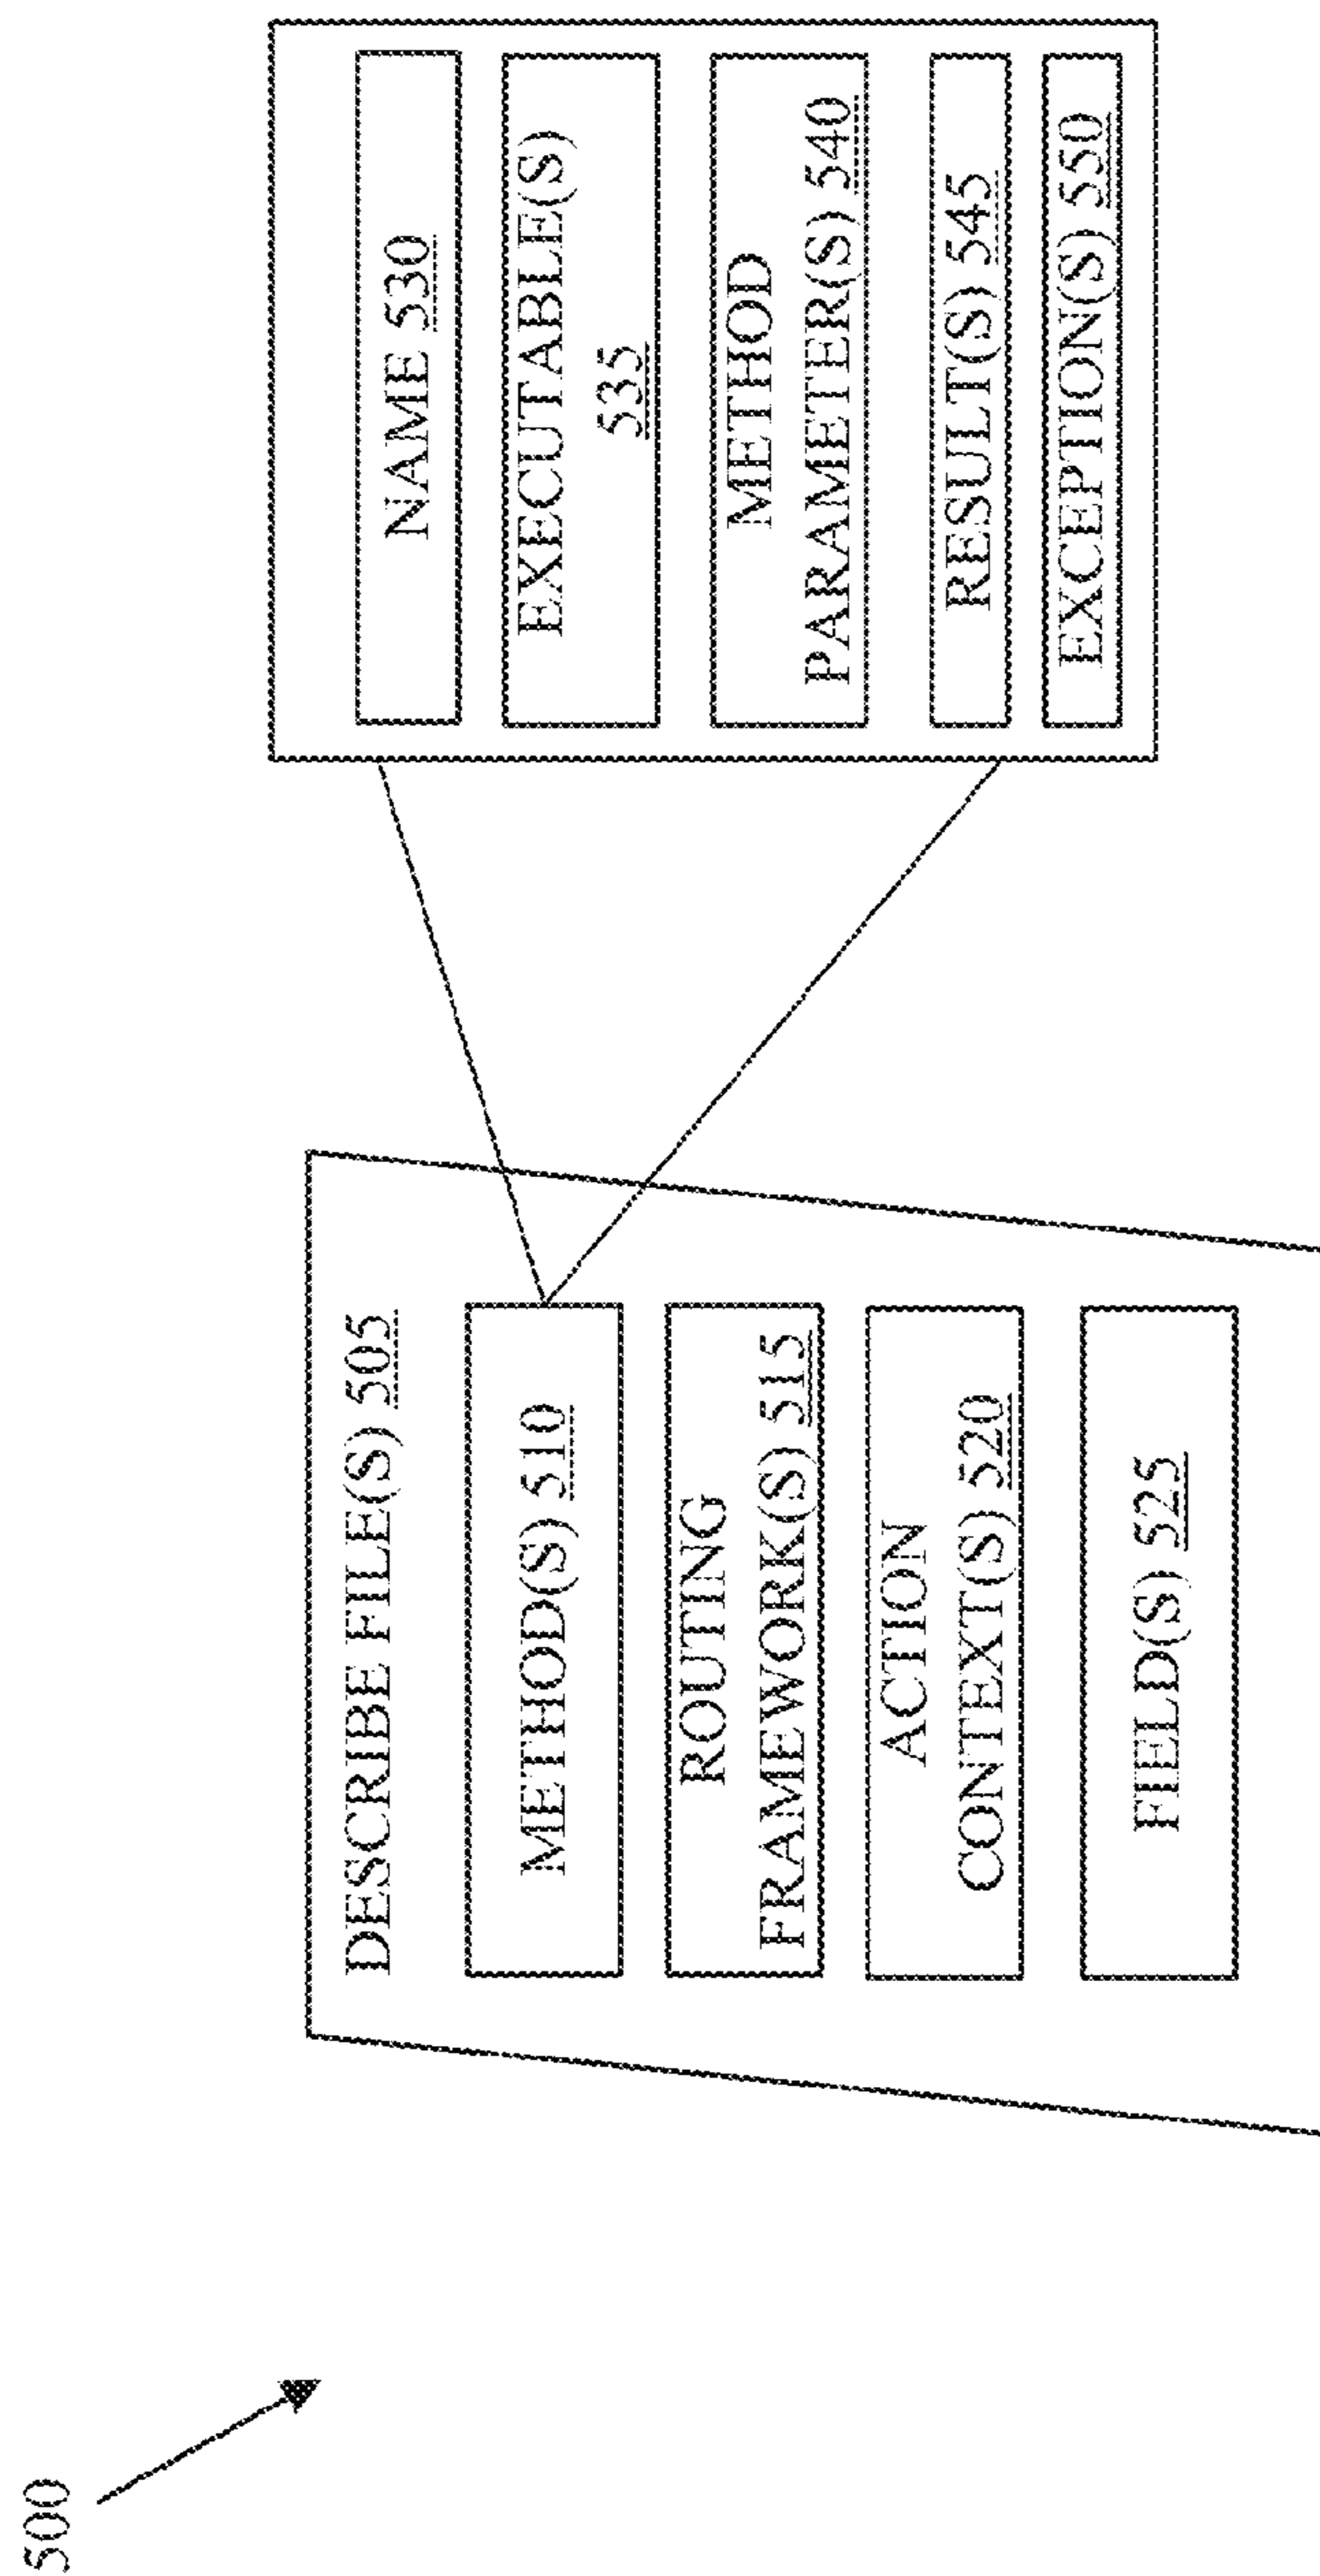 500
DESCRIBE FILE(S) 505
METHOD(S) 510
ROUTING
FRAMEWORK(S) 515
ACTION
CONTEXT(S) 520
FIELD(S) 525
NAME 530
EXECUTABLE(S)
535
METHOD
PARAMETER(S) 540
RESULT(S) 545
EXCEPTION(S) 550